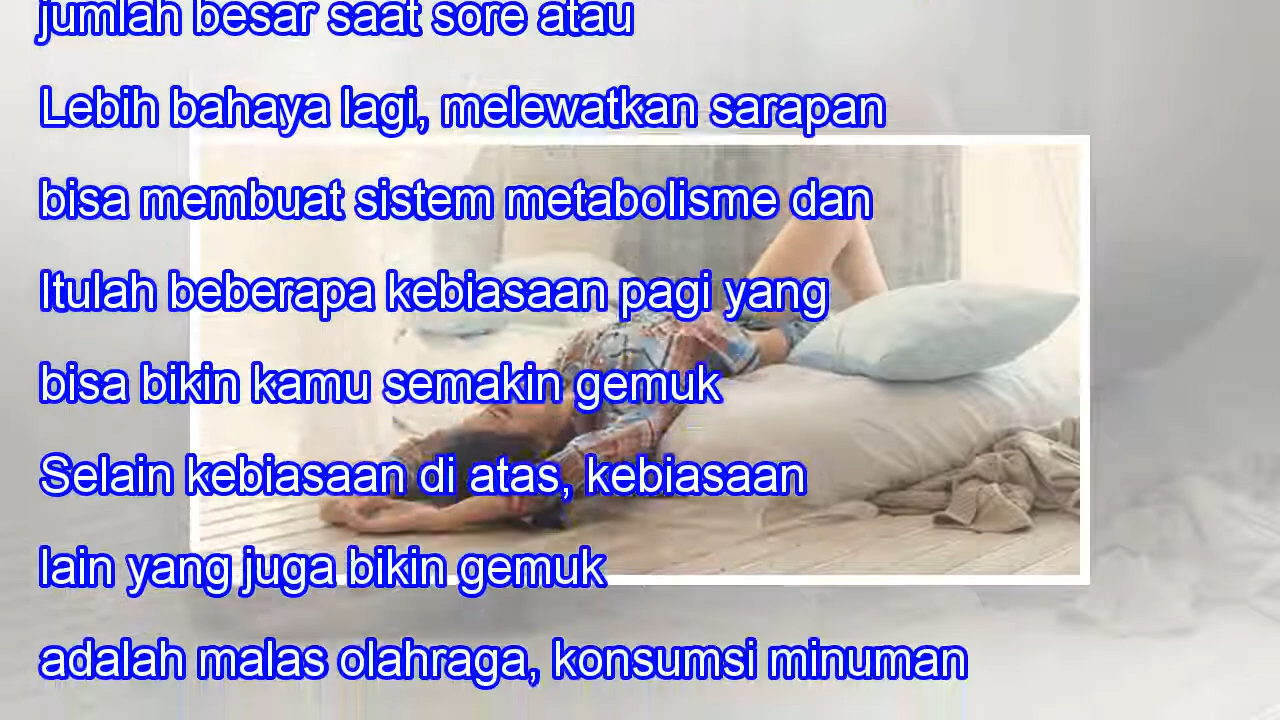 jumlah besar saat sore atau
Lebih bahaya lagi, melewatkan sarapan
bisa membuat sistem metabolisme dan
Itulah beberapa kebiasaan pagi yang
bisa bikin kamu semakin gemuk
Selain kebiasaan di atas, kebiasaan
lain yang juga bikin gemuk
adalah malas olahraga, konsumsi minuman